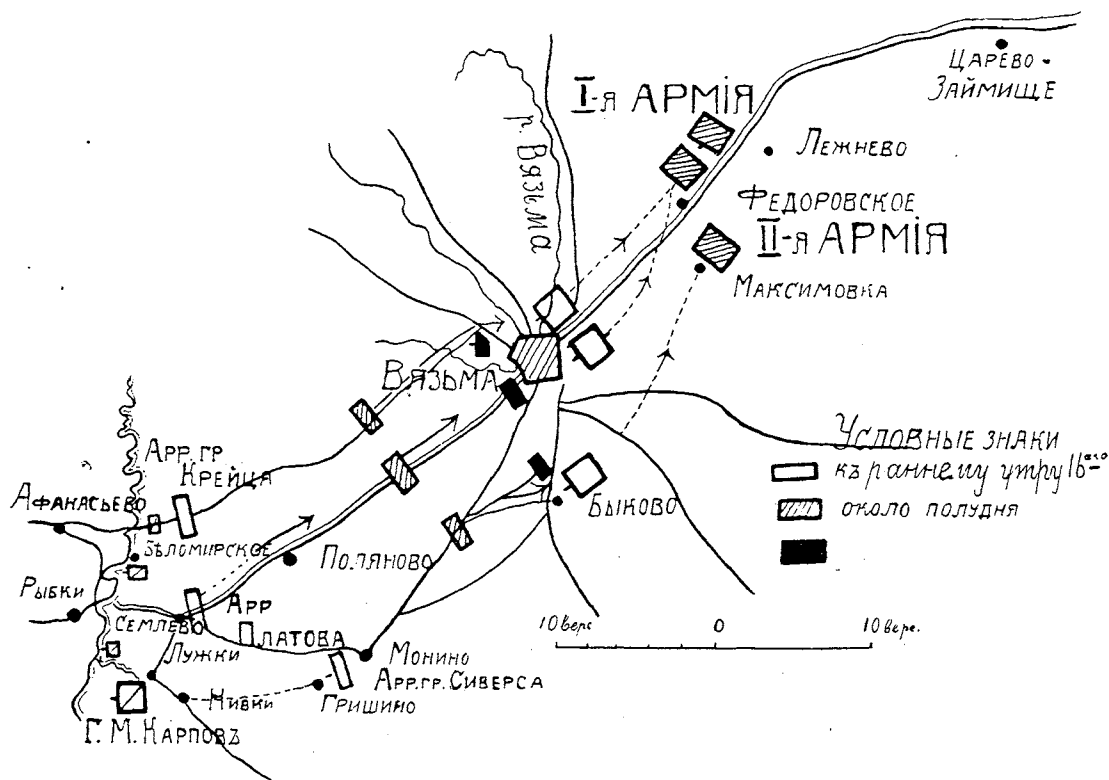 ЦАРЕВО-
ЗАЙМИЩЕ
I-я АРМІЯ
р. Вязьма
ЛЕЖНЕВО
ФЕДОРОВСКОЕ
II-я АРМІЯ
МАКСИМОВКА
ВЯЗЬМА
УСЛОВНЫЕ ЗНАКИ
къ раннему утру 16-го
около полудня
АРР. ГР.
КРЕЙЦА
АФАНАСЬЕВО
БѢЛОМИРСКОЕ
ПОЛЯНОВО
БЫКОВО
РЫБКИ
СЕМЛЕВО
АРР
ПЛАТОВА
10 верс
0
10 верс.
ЛУЖКИ
МОНИНО
АРР. ГР. СИВЕРСА
НИВКИ
ГРИШИНО
Г. М. КАРПОВЪ